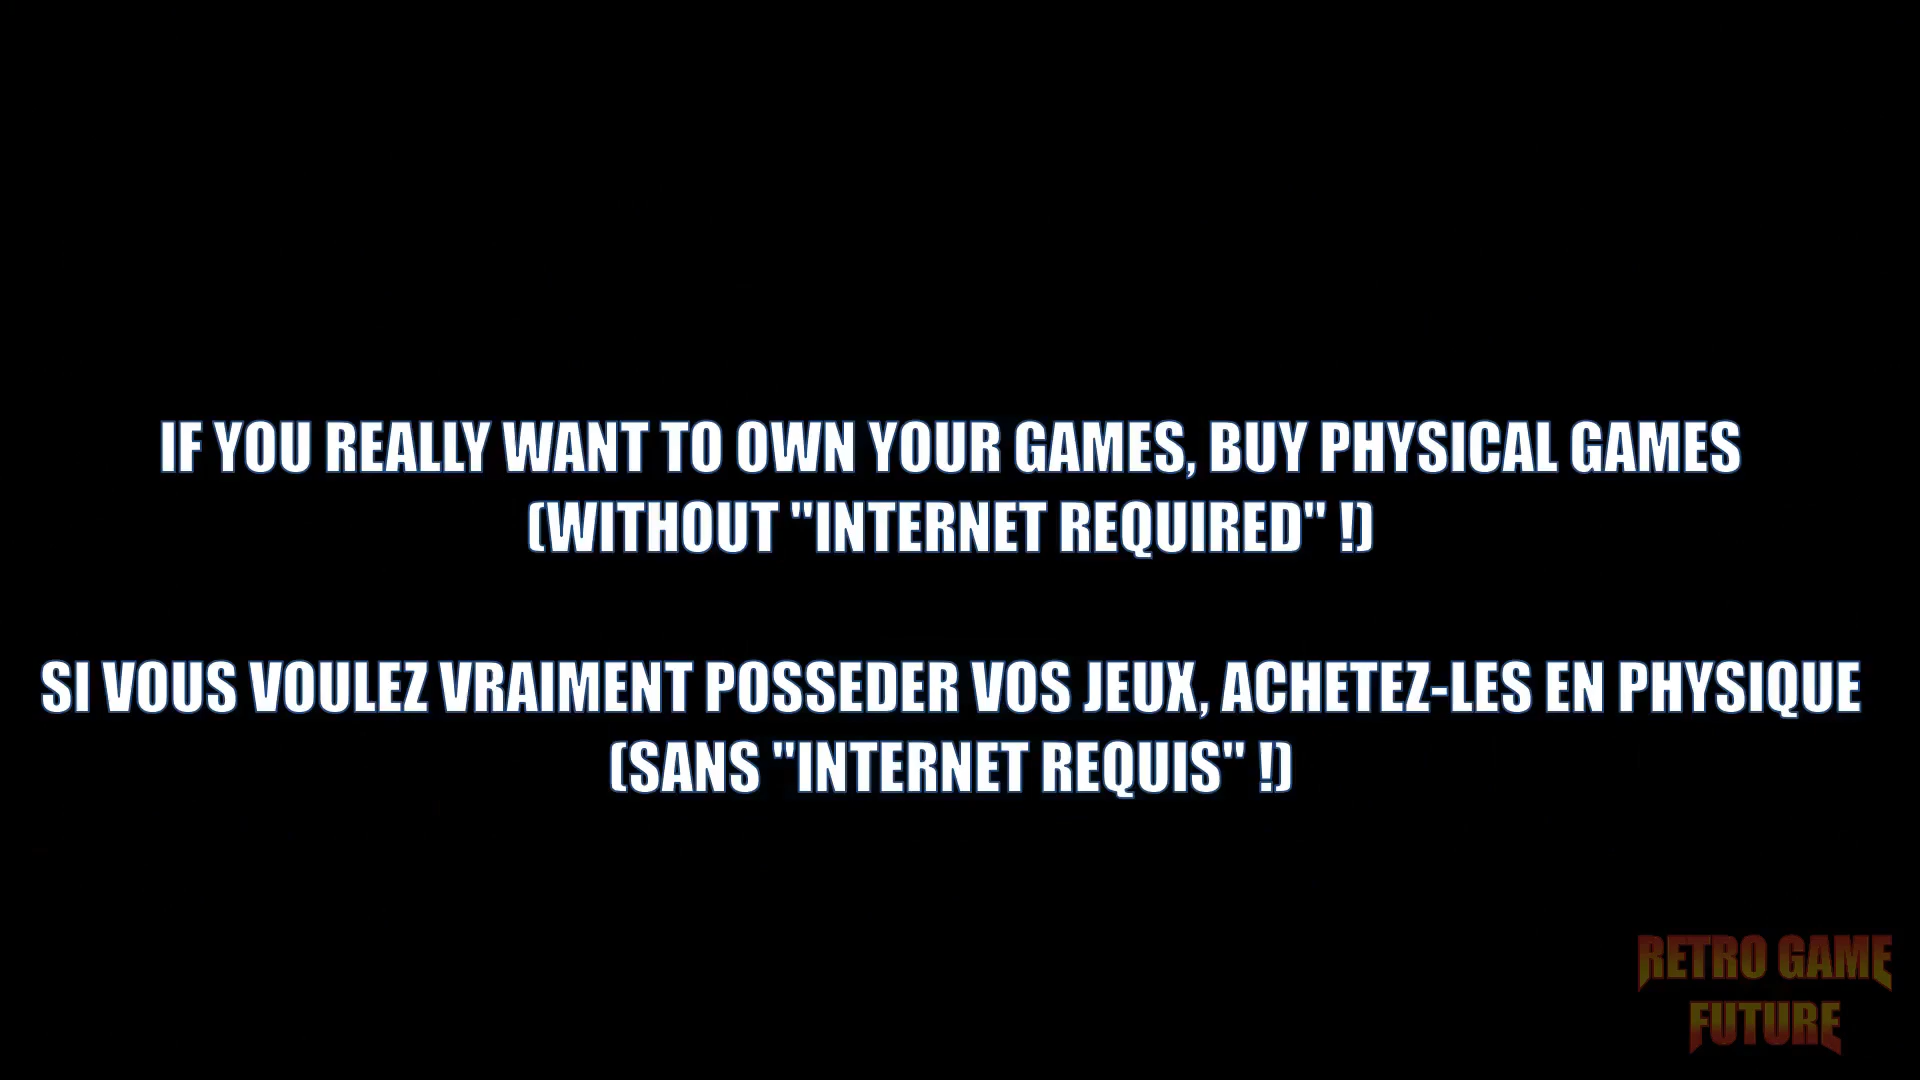 IF YOU REALLY WANT TO OWN YOUR GAMES, BUY PHYSICAL GAMES
(WITHOUT "INTERNET REQUIRED" !)
SI VOUS VOULEZ VRAIMENT POSSEDER VOS JEUX, ACHETEZ-LES EN PHYSIQUE
(SANS "INTERNET REQUIS" !)
RETRO GAME
FUTURE